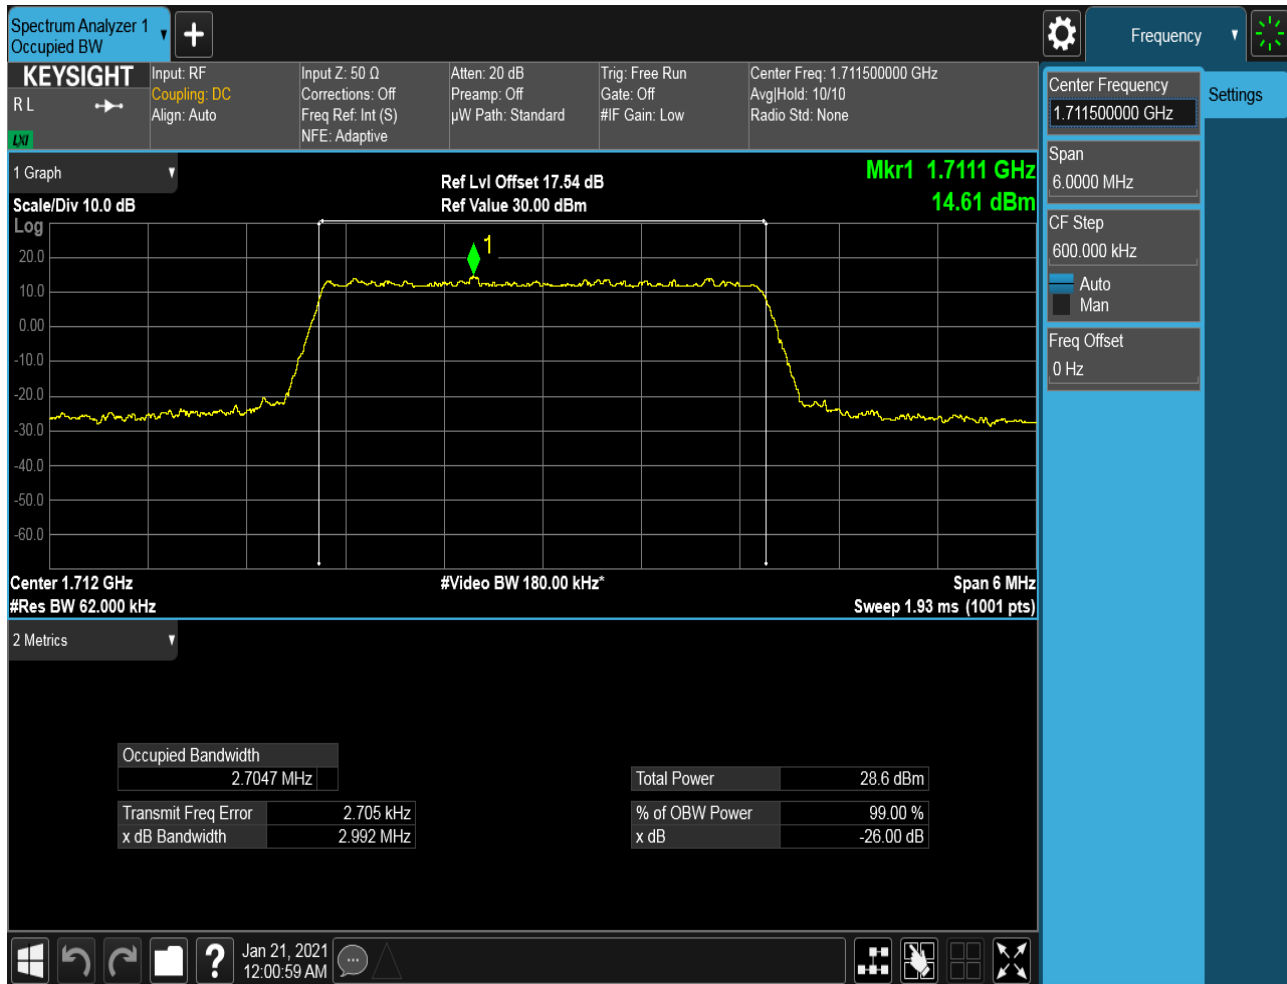 Spectrum Analyzer 1
Occupied BW
Frequency
KEYSIGHT
R L
LXI
Input: RF
Coupling: DC
Align: Auto
Input Z: 50 Ω
Corrections: Off
Freq Ref: Int (S)
NFE: Adaptive
Atten: 20 dB
Preamp: Off
µW Path: Standard
Trig: Free Run
Gate: Off
#IF Gain: Low
Center Freq: 1.711500000 GHz
Avg|Hold: 10/10
Radio Std: None
Center Frequency
1.711500000 GHz
Settings
Span
6.0000 MHz
CF Step
600.000 kHz
Auto
Man
Freq Offset
0 Hz
1 Graph
Scale/Div 10.0 dB
Ref Lvl Offset 17.54 dB
Ref Value 30.00 dBm
Mkr1 1.7111 GHz
14.61 dBm
Log
1
20.0
10.0
0.00
-10.0
-20.0
-30.0
-40.0
-50.0
-60.0
Center 1.712 GHz
#Video BW 180.00 kHz*
Span 6 MHz
#Res BW 62.000 kHz
Sweep 1.93 ms (1001 pts)
2 Metrics
Occupied Bandwidth
2.7047 MHz
Total Power 28.6 dBm
Transmit Freq Error 2.705 kHz
% of OBW Power 99.00 %
x dB Bandwidth 2.992 MHz
x dB -26.00 dB
?
Jan 21, 2021
12:00:59 AM